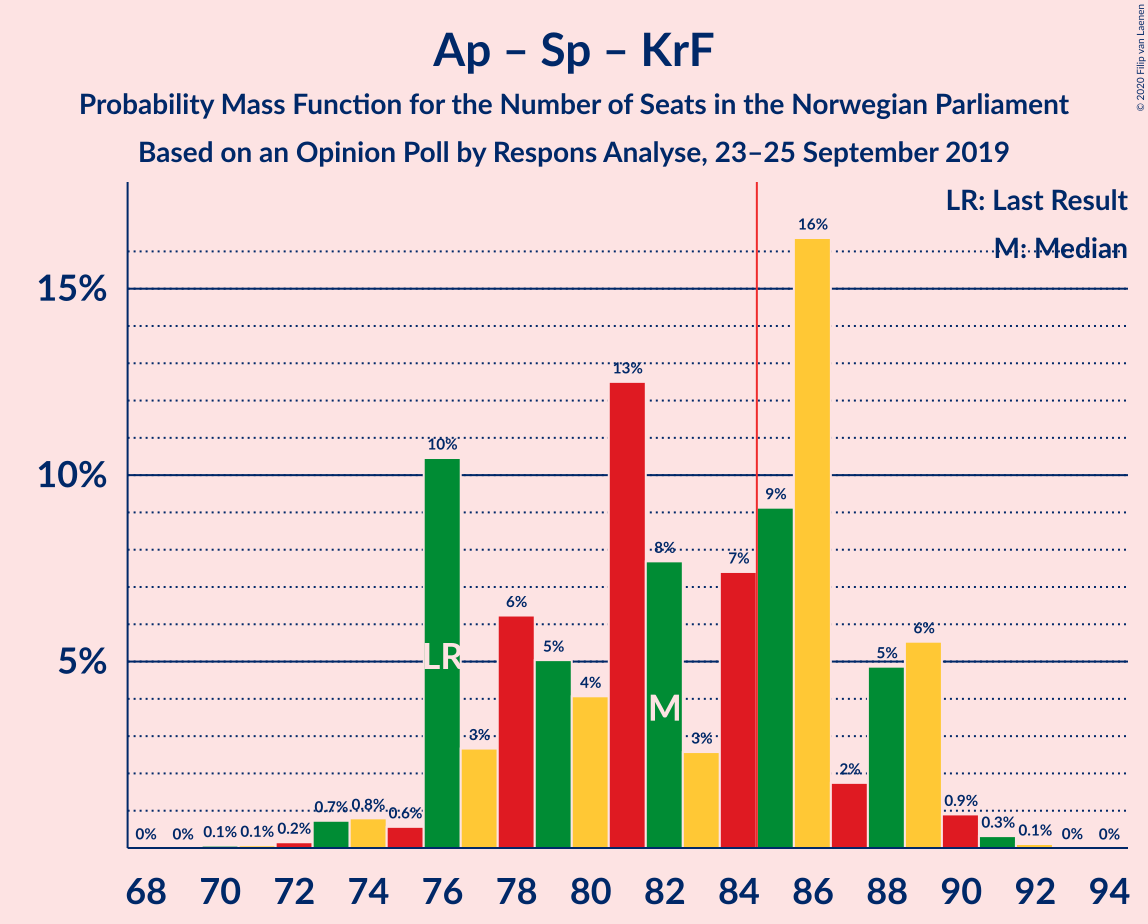 Ap – Sp – KrF
Probability Mass Function for the Number of Seats in the Norwegian Parliament
Based on an Opinion Poll by Respons Analyse, 23–25 September 2019
© 2020 Filip van Laenen
LR: Last Result
M: Median
15%
10%
5%
0% 0% 0.1% 0.1% 0.2% 0.7% 0.8% 0.6% 10% 3% 6% 5% 4% 13% 8% 3% 7% 9% 16% 2% 5% 6% 0.9% 0.3% 0.1% 0% 0%
LR
M
68 70 72 74 76 78 80 82 84 86 88 90 92 94